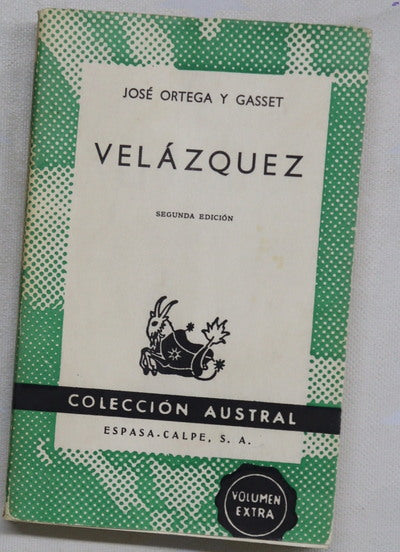 JOSÉ ORTEGA Y GASSET
VELÁZQUEZ
SEGUNDA EDICIÓN
COLECCIÓN AUSTRAL
ESPASA-CALPE, S. A.
VOLUMEN
EXTRA